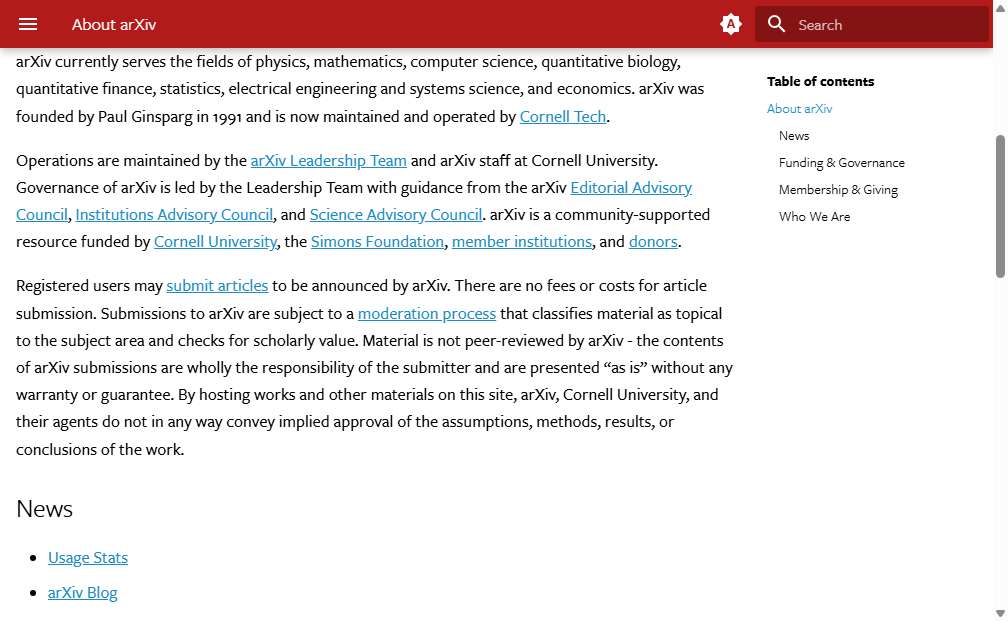 About arXiv
A
Search
arXiv currently serves the fields of physics, mathematics, computer science, quantitative biology,
quantitative finance, statistics, electrical engineering and systems science, and economics. arXiv was
founded by Paul Ginsparg in 1991 and is now maintained and operated by Cornell Tech.
Operations are maintained by the arXiv Leadership Team and arXiv staff at Cornell University.
Governance of arXiv is led by the Leadership Team with guidance from the arXiv Editorial Advisory
Council, Institutions Advisory Council, and Science Advisory Council. arXiv is a community-supported
resource funded by Cornell University, the Simons Foundation, member institutions, and donors.
Registered users may submit articles to be announced by arXiv. There are no fees or costs for article
submission. Submissions to arXiv are subject to a moderation process that classifies material as topical
to the subject area and checks for scholarly value. Material is not peer-reviewed by arXiv - the contents
of arXiv submissions are wholly the responsibility of the submitter and are presented “as is” without any
warranty or guarantee. By hosting works and other materials on this site, arXiv, Cornell University, and
their agents do not in any way convey implied approval of the assumptions, methods, results, or
conclusions of the work.
News
• Usage Stats
• arXiv Blog
Table of contents
About arXiv
News
Funding & Governance
Membership & Giving
Who We Are